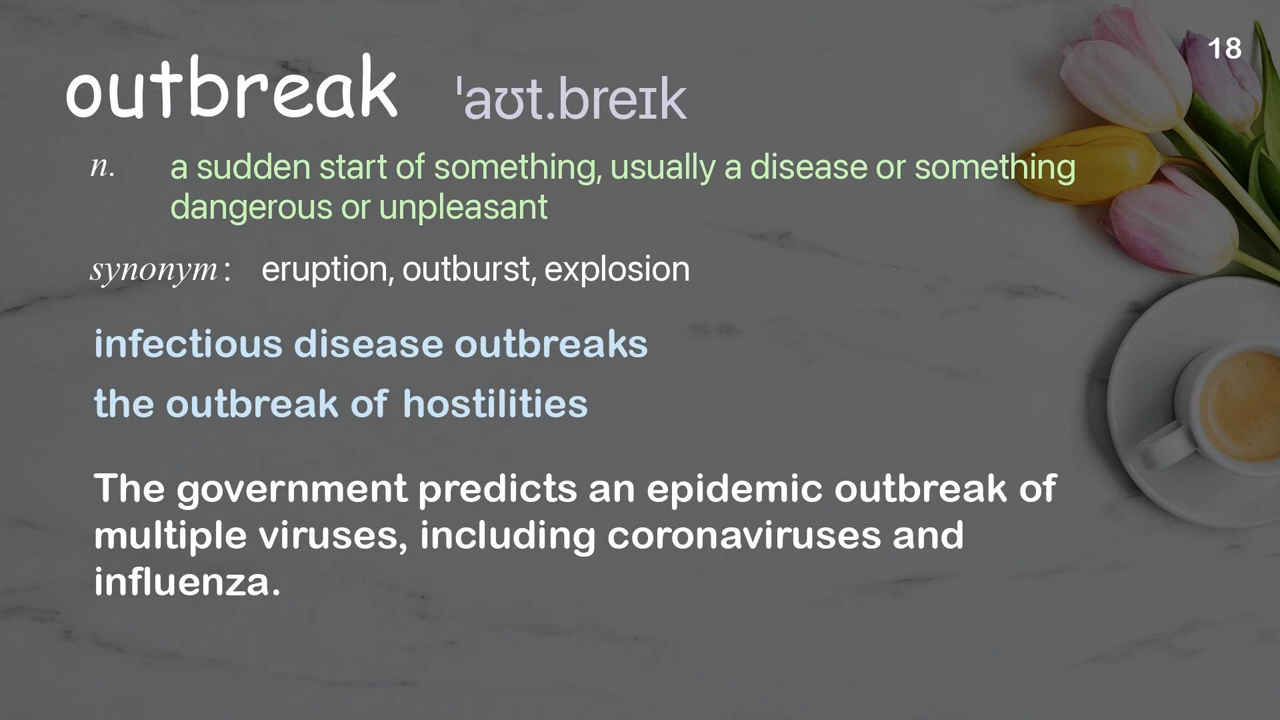 18
outbreak ˈaʊt.breɪk
n. a sudden start of something, usually a disease or something
dangerous or unpleasant
synonym: eruption, outburst, explosion
infectious disease outbreaks
the outbreak of hostilities
The government predicts an epidemic outbreak of
multiple viruses, including coronaviruses and
influenza.